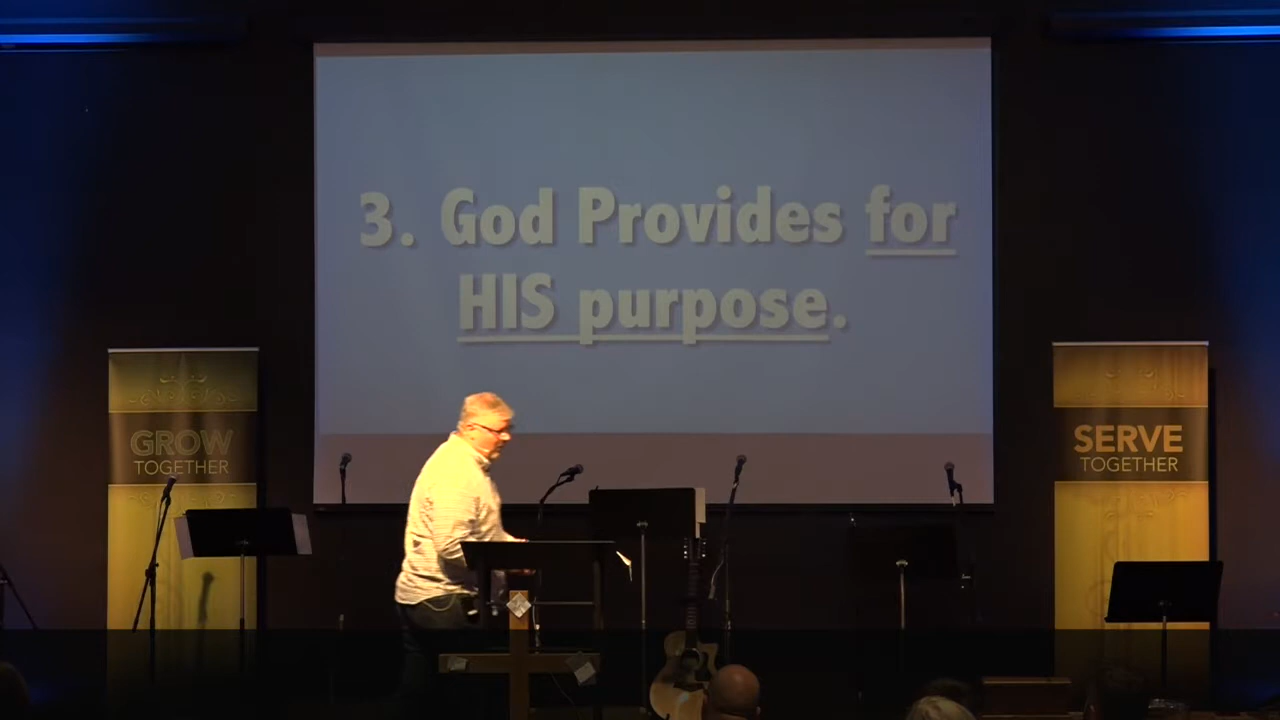 3. God Provides for
HIS purpose.
GROW
TOGETHER
SERVE
TOGETHER